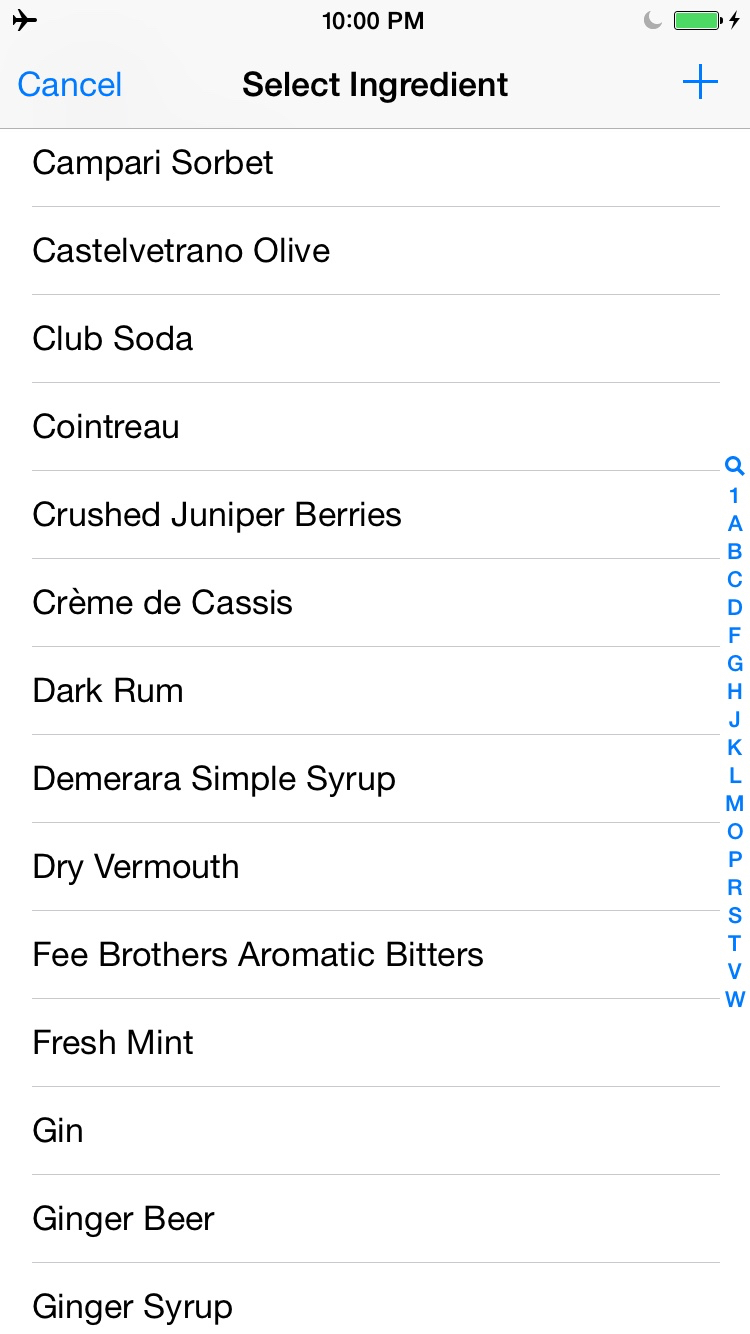 10:00 PM
Cancel
Select Ingredient
Campari Sorbet
Castelvetrano Olive
Club Soda
Cointreau
Crushed Juniper Berries
Crème de Cassis
Dark Rum
Demerara Simple Syrup
Dry Vermouth
Fee Brothers Aromatic Bitters
Fresh Mint
Gin
Ginger Beer
Ginger Syrup
1
A
B
C
D
F
G
H
J
K
L
M
O
P
R
S
T
V
W